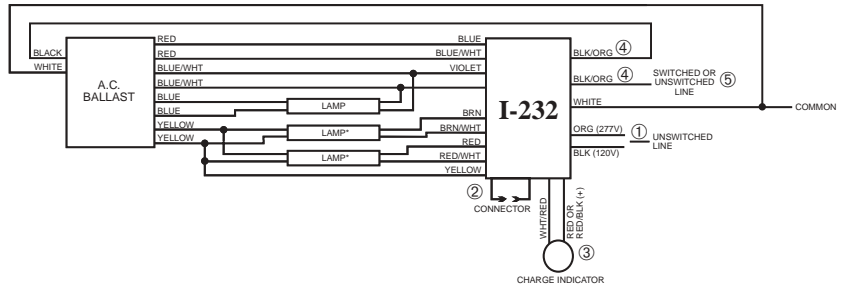 RED
BLUE
BLACK
RED
BLUE/WHT
BLK/ORG ④
WHITE
BLUE/WHT
VIOLET
A.C.
BALLAST
BLUE/WHT
I-232
BLK/ORG ④
SWITCHED OR
UNSWITCHED ⑤
LINE
BLUE
LAMP
WHITE
COMMON
BLUE
BRN
YELLOW
LAMP*
BRN/WHT
ORG (277V)
①
UNSWITCHED
LINE
YELLOW
RED
LAMP*
RED/WHT
BLK (120V)
YELLOW
②
CONNECTOR
WHT/RED
RED OR
RED/BLK (+)
③
CHARGE INDICATOR